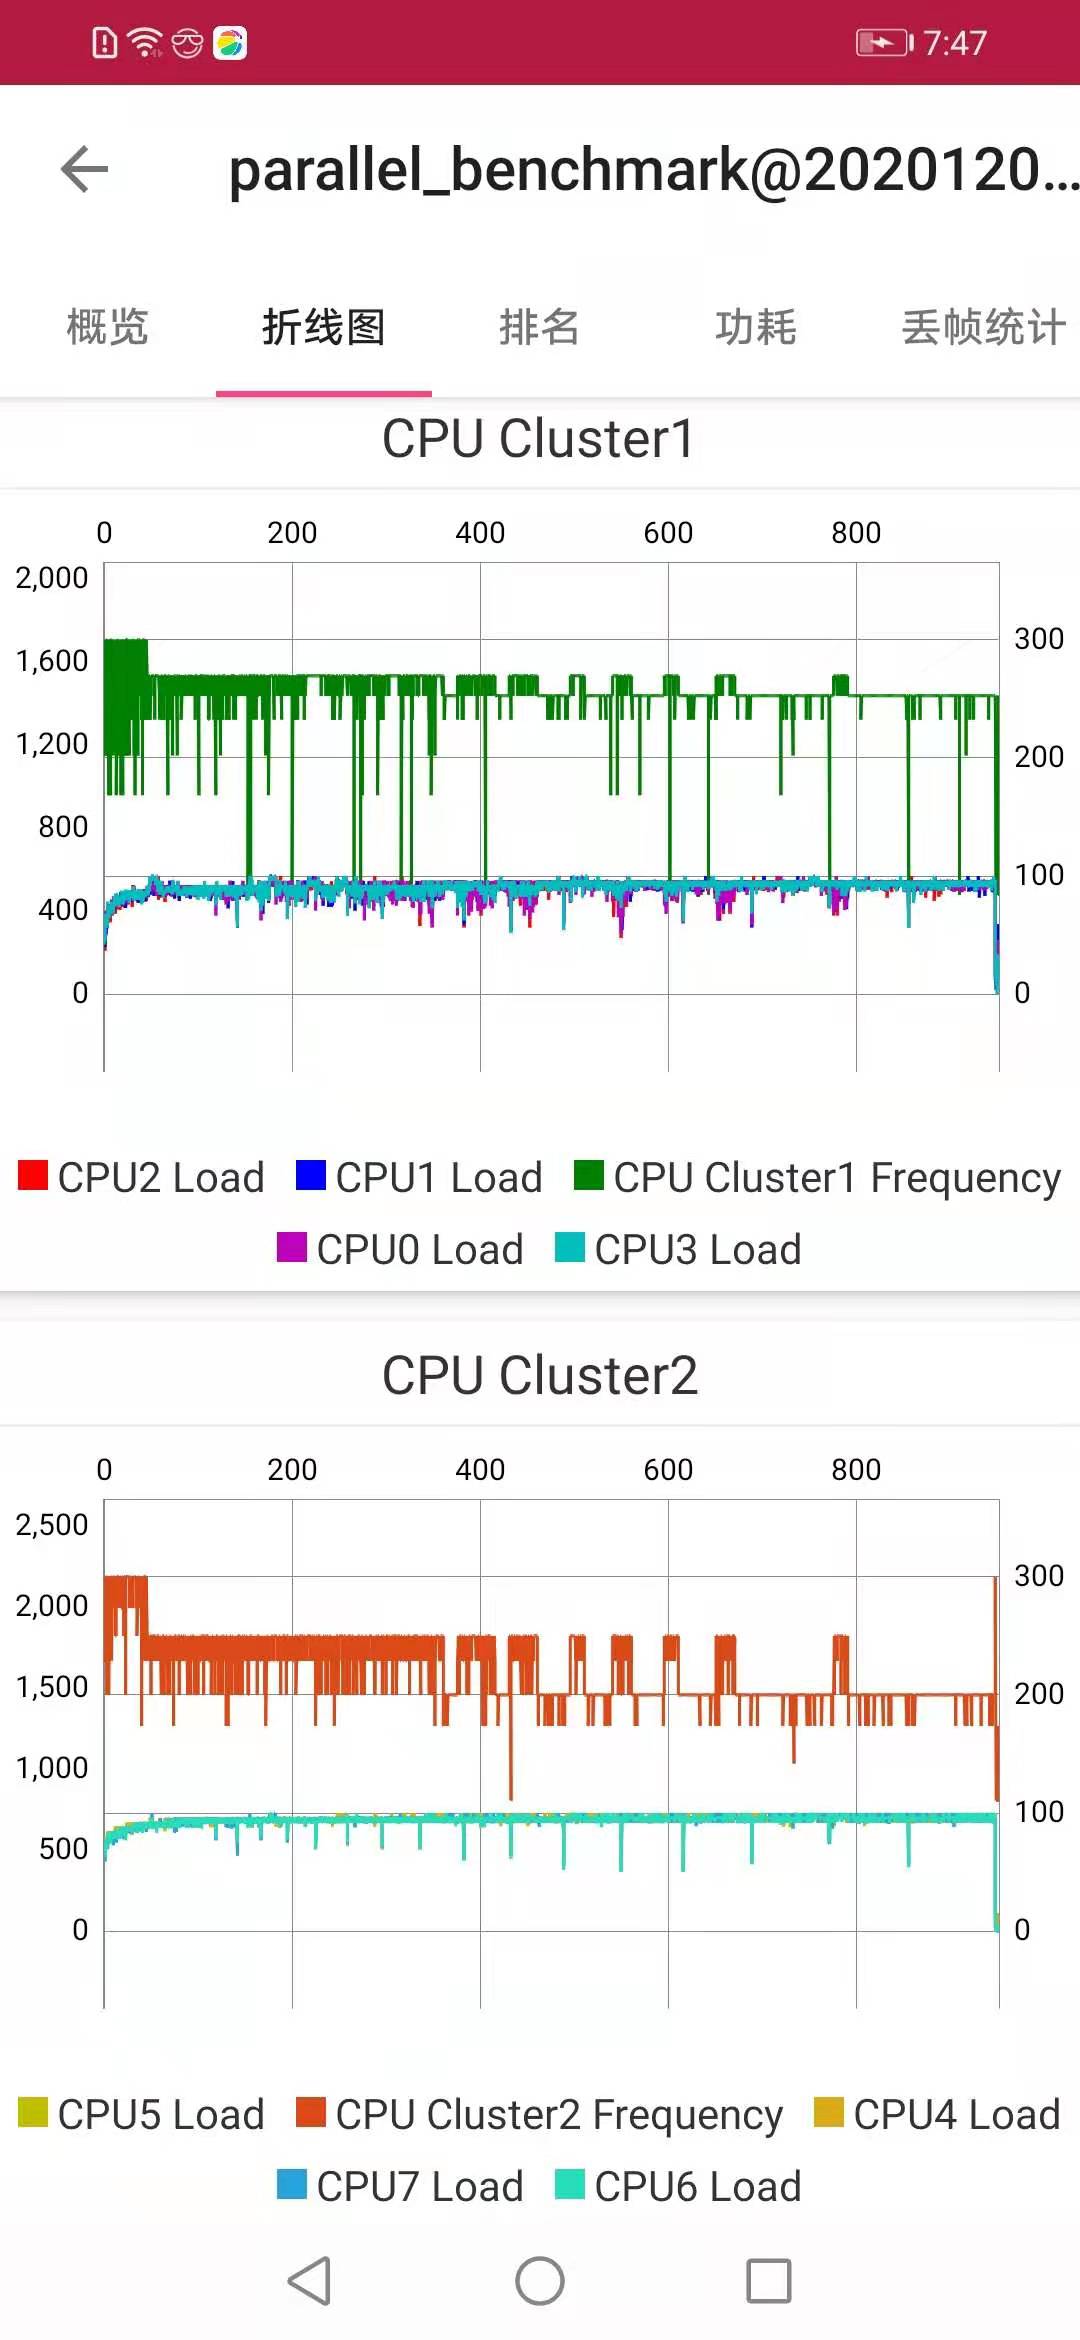 7:47
parallel_benchmark@2020120...
概览 折线图 排名 功耗 丢帧统计
CPU Cluster1
0 200 400 600 800
2,000
300
1,600
1,200
200
800
100
400
0 0
CPU2 Load CPU1 Load CPU Cluster1 Frequency
CPU0 Load CPU3 Load
CPU Cluster2
0 200 400 600 800
2,500
300
2,000
1,500 200
1,000
100
500
0 0
CPU5 Load CPU Cluster2 Frequency CPU4 Load
CPU7 Load CPU6 Load